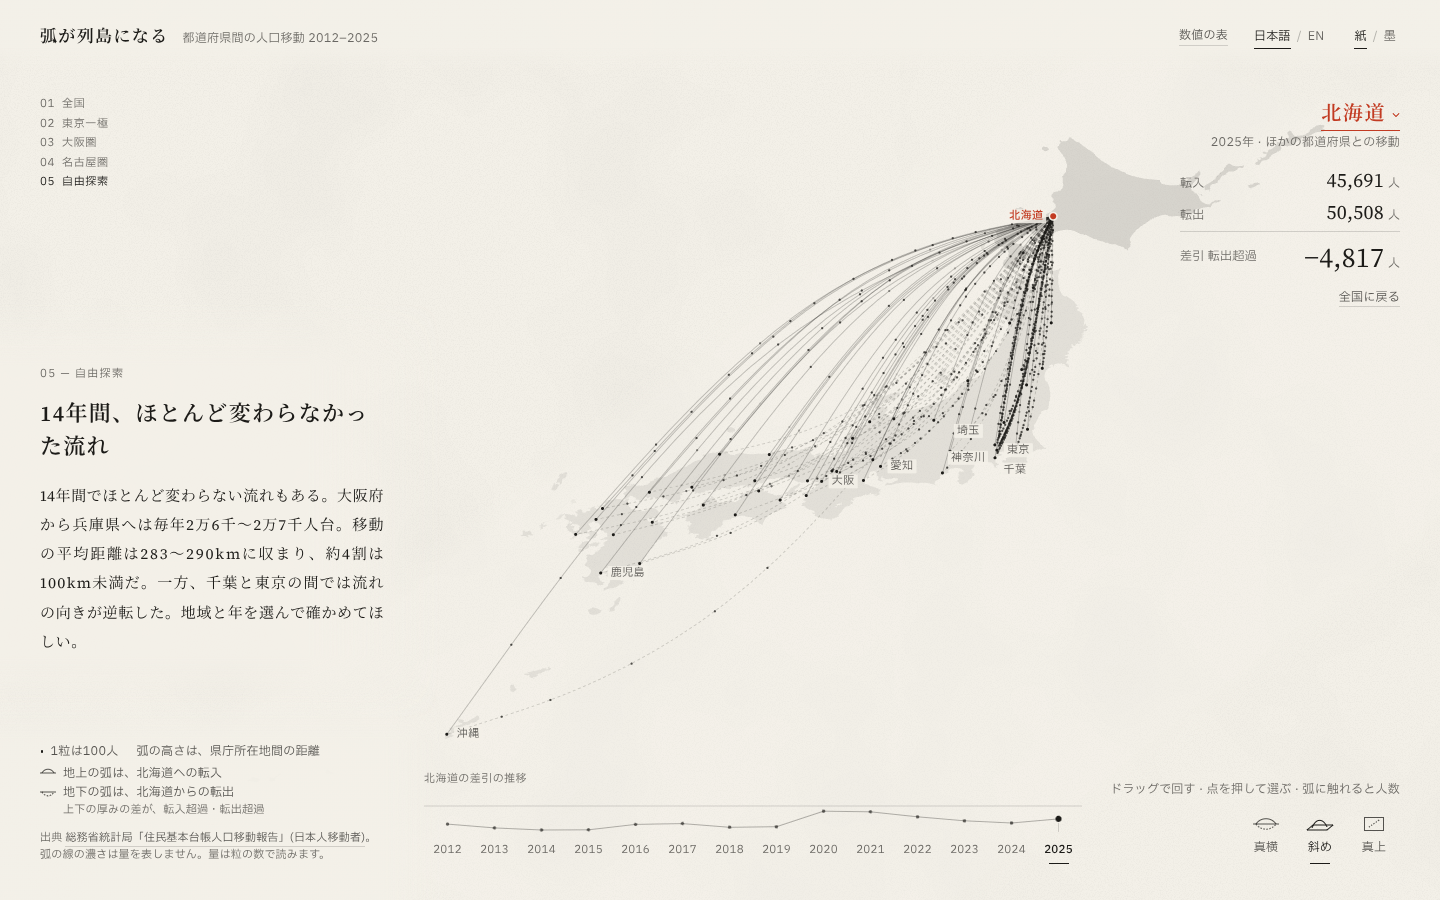 弧が列島になる 都道府県間の人口移動 2012–2025
数値の表 日本語 / EN 紙 / 墨
01 全国
02 東京一極
03 大阪圏
04 名古屋圏
05 自由探索
北海道
2025年・ほかの都道府県との移動
転入 45,691 人
転出 50,508 人
差引 転出超過 −4,817 人
全国に戻る
北海道
埼玉
東京
神奈川
千葉
愛知
大阪
鹿児島
沖縄
05 — 自由探索
14年間、ほとんど変わらなかっ
た流れ
14年間でほとんど変わらない流れもある。大阪府
から兵庫県へは毎年2万6千〜2万7千人台。移動
の平均距離は283〜290kmに収まり、約4割は
100km未満だ。一方、千葉と東京の間では流れ
の向きが逆転した。地域と年を選んで確かめてほ
しい。
1粒は100人 弧の高さは、県庁所在地間の距離
地上の弧は、北海道への転入
地下の弧は、北海道からの転出
上下の厚みの差が、転入超過・転出超過
出典 総務省統計局「住民基本台帳人口移動報告」(日本人移動者)。
弧の線の濃さは量を表しません。量は粒の数で読みます。
北海道の差引の推移
2012 2013 2014 2015 2016 2017 2018 2019 2020 2021 2022 2023 2024 2025
ドラッグで回す・点を押して選ぶ・弧に触れると人数
真横 斜め 真上